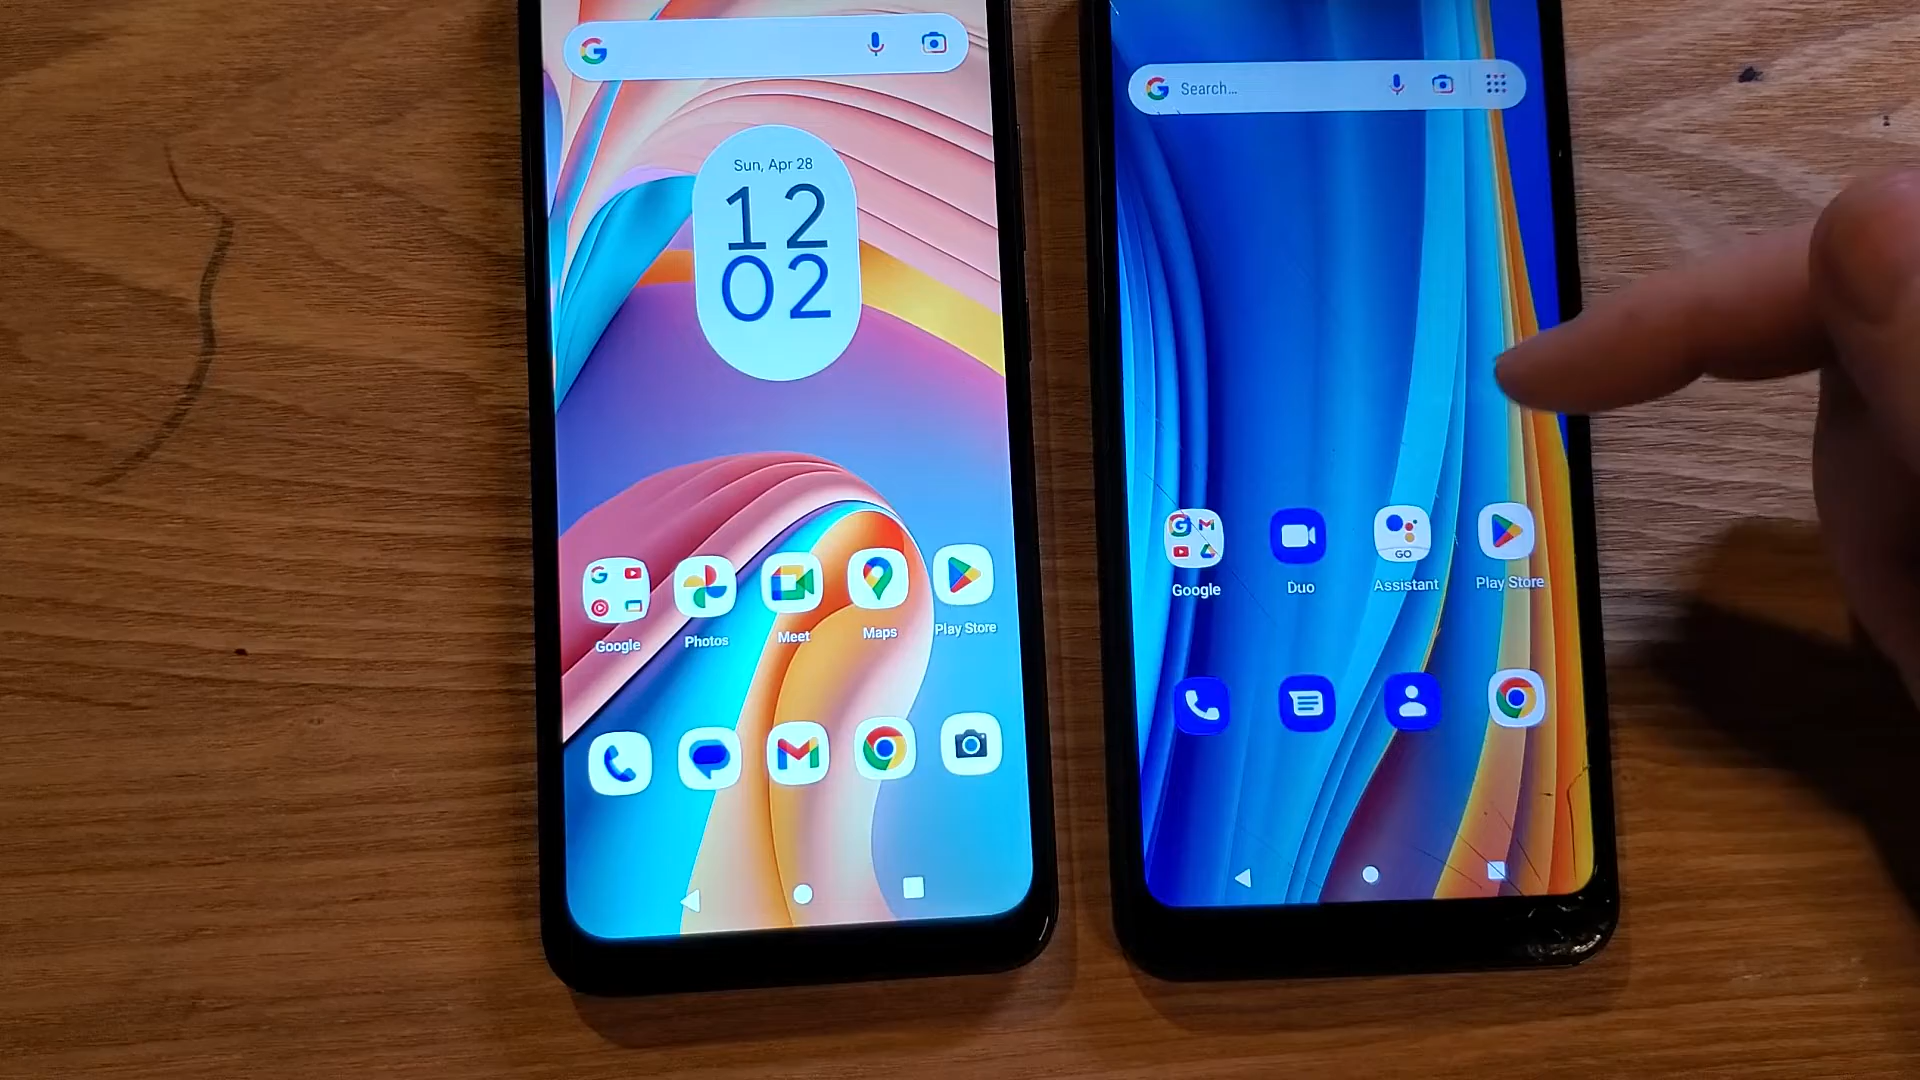 Sun, Apr 28
12
02
Google
Photos
Meet
Maps
Play Store
Search...
GO
Google
Duo
Assistant
Play Store